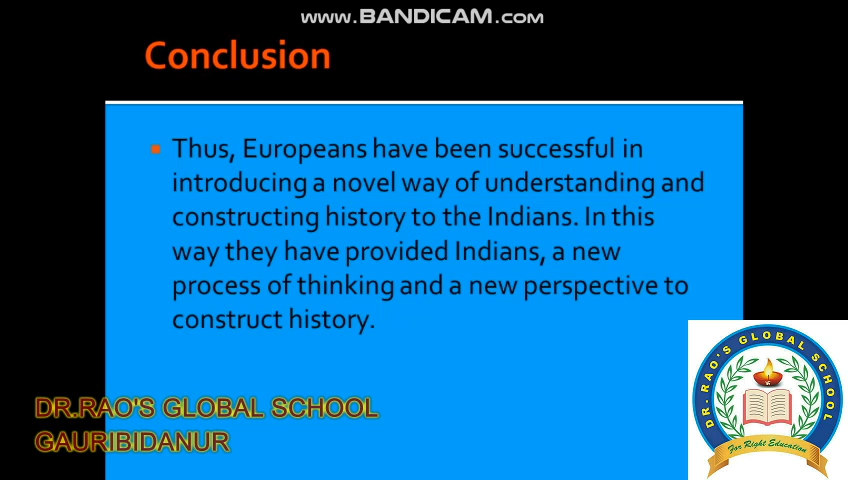 www.BANDICAM.com
Conclusion
Thus, Europeans have been successful in
introducing a novel way of understanding and
constructing history to the Indians. In this
way they have provided Indians, a new
process of thinking and a new perspective to
construct history.
DR.RAO'S GLOBAL SCHOOL
GAURIBIDANUR
DR-RAO'S GLOBAL SCHOOL
For Right Education